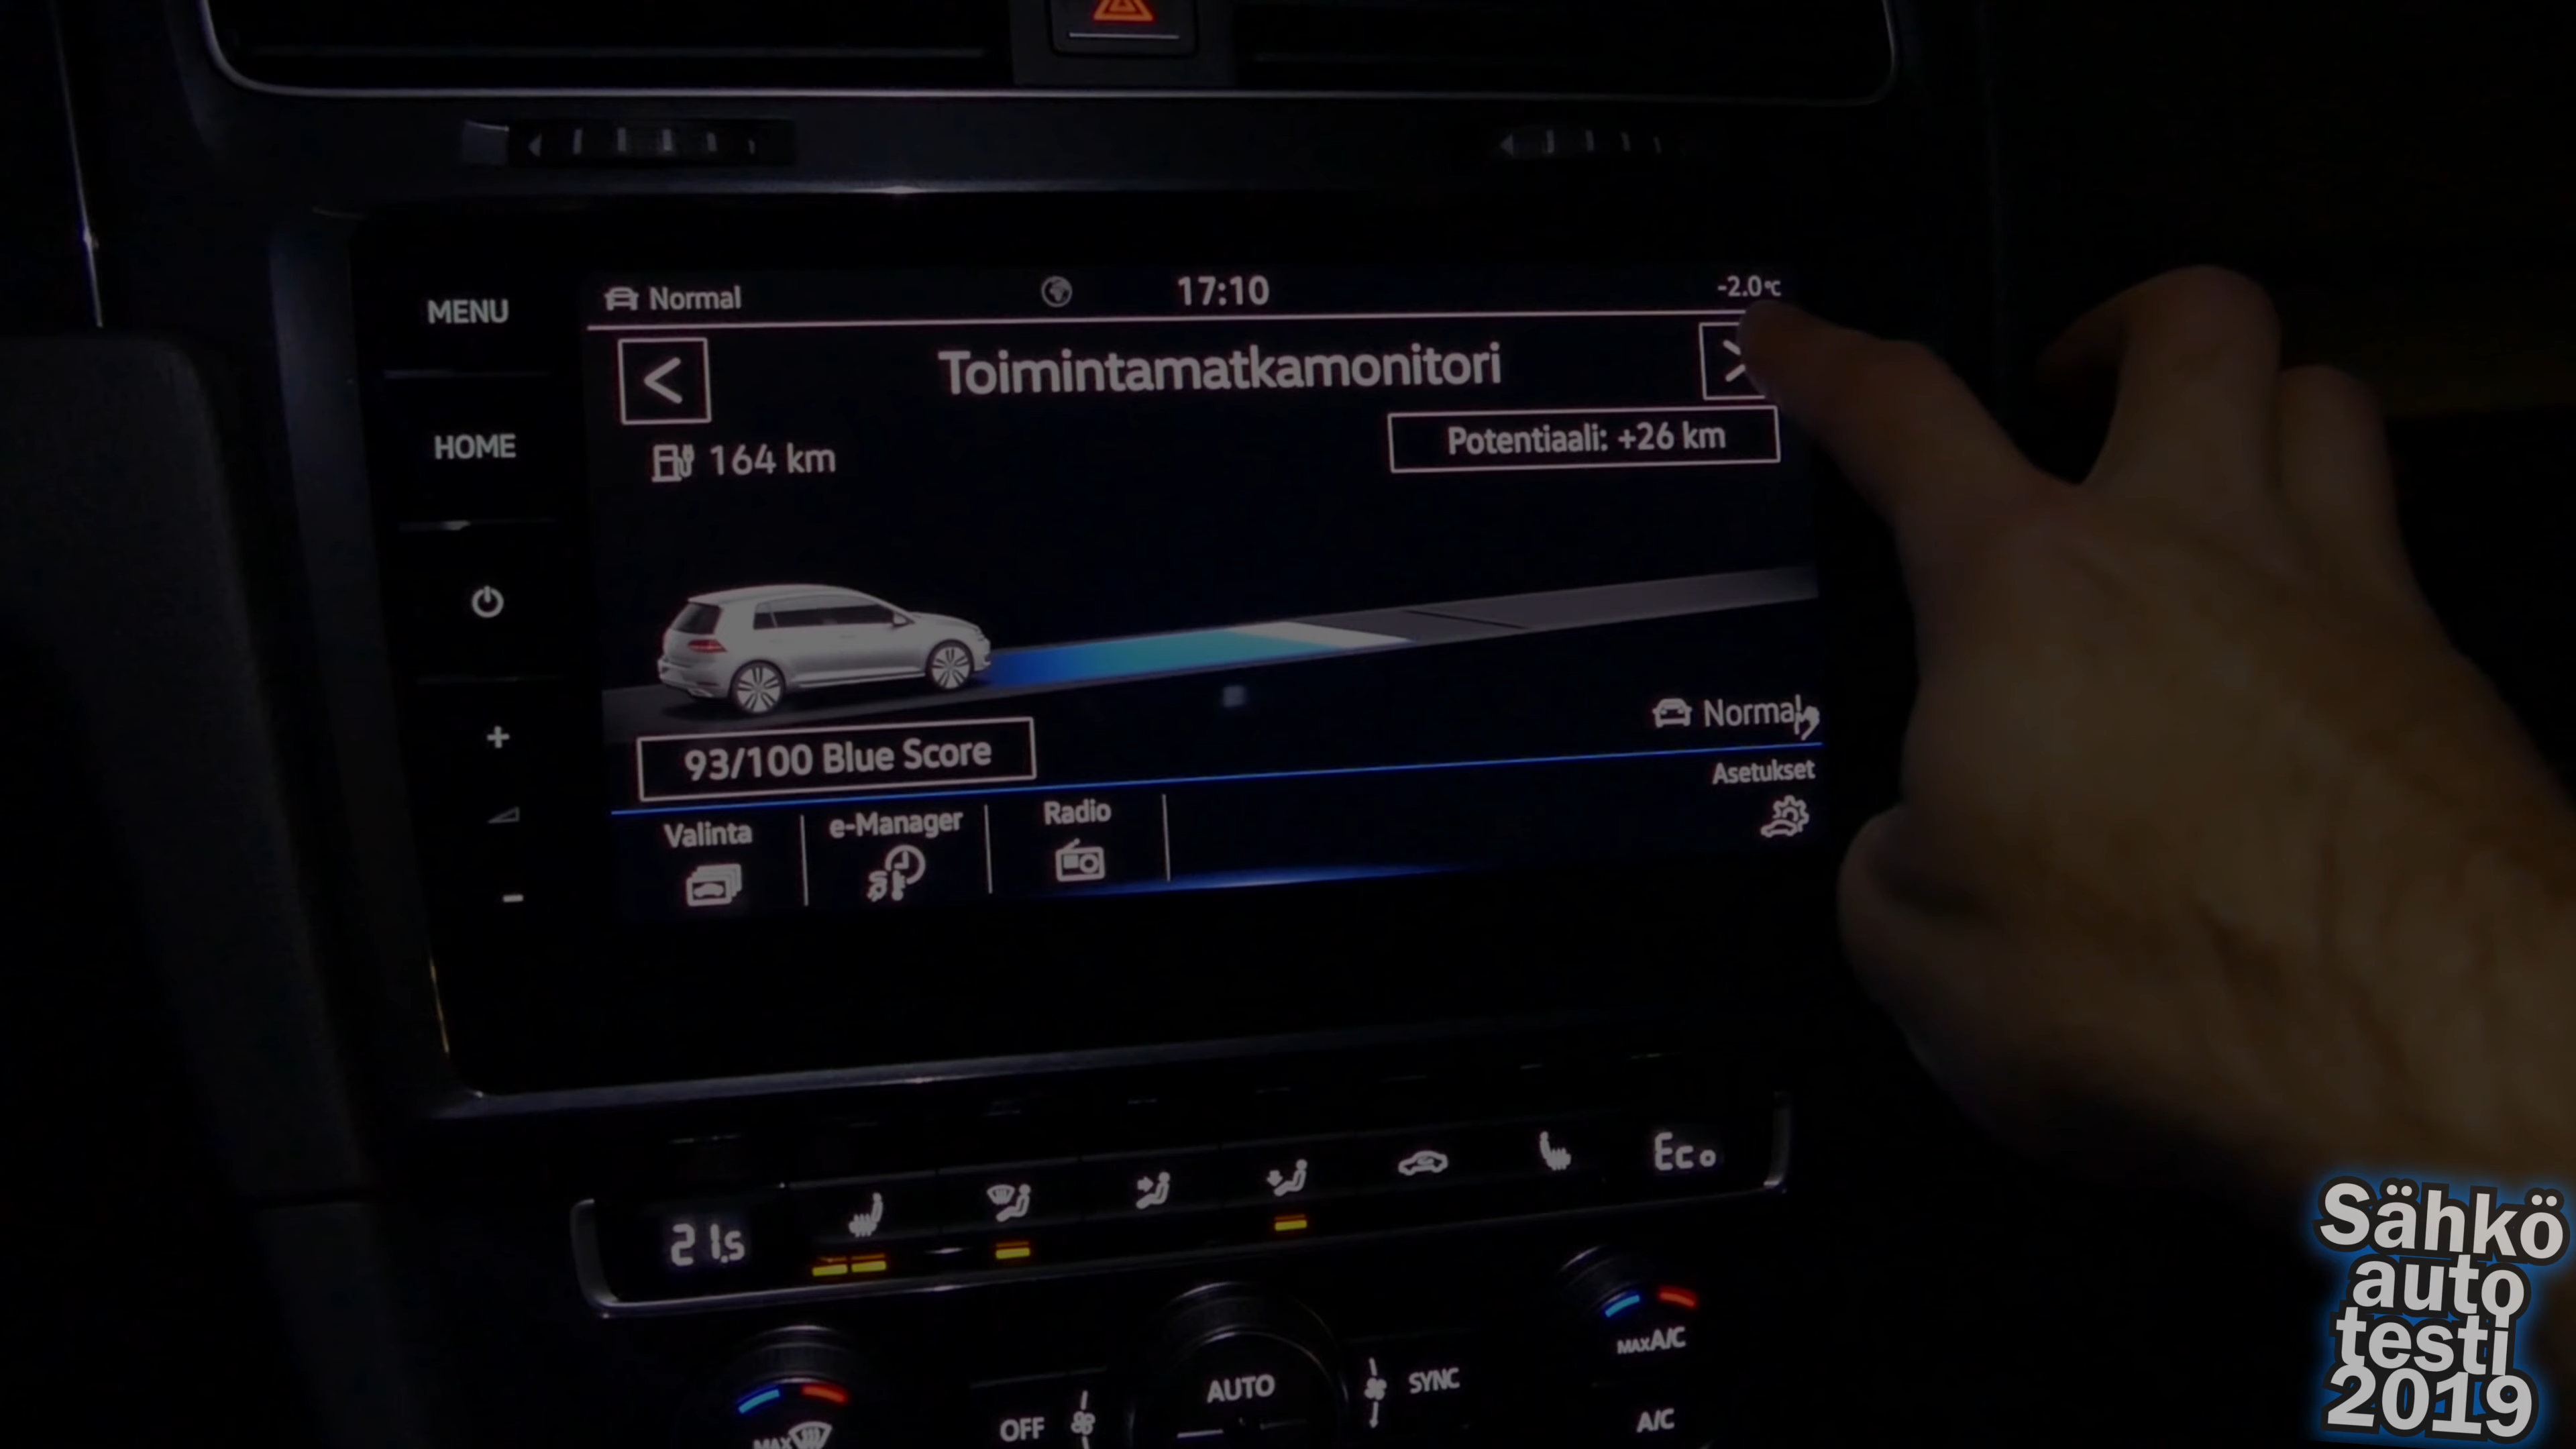 MENU
HOME
Normal
17:10
-2.0°C
<
Toimintamatkamonitori
164 km
Potentiaali: +26 km
Normal
93/100 Blue Score
Asetukset
Valinta
e-Manager
Radio
+
-
21.5
Eco
MAX A/C
AUTO
SYNC
OFF
MAX
A/C
Sähkö
auto
testi
2019